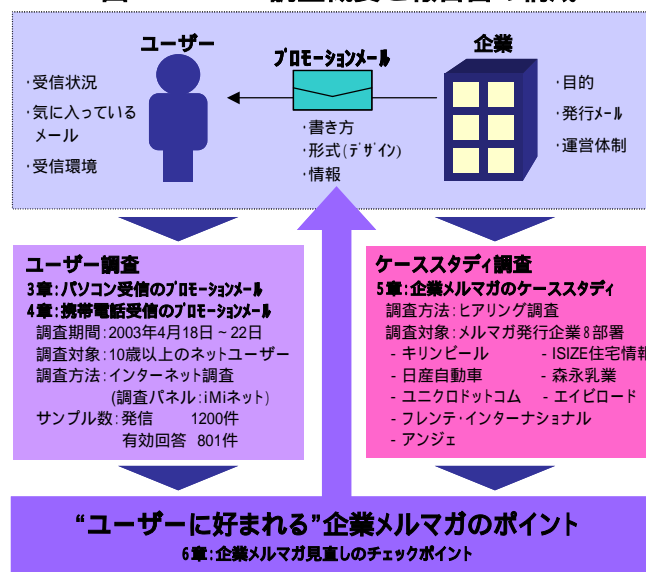 ユーザー
プロモーションメール
企業
･受信状況
･気に入っている
メール
･受信環境
･書き方
･形式(デザイン)
･情報
･目的
･発行メール
･運営体制
ユーザー調査
3章:パソコン受信のプロモーションメール
4章:携帯電話受信のプロモーションメール
調査期間:2003年4月18日~22日
調査対象:10歳以上のネットユーザー
調査方法:インターネット調査
(調査パネル:iMiネット)
サンプル数:発信 1200件
有効回答 801件
ケーススタディ調査
5章:企業メルマガのケーススタディ
調査方法:ヒアリング調査
調査対象:メルマガ発行企業8部署
- キリンビール - ISIZE住宅情報
- 日産自動車 - 森永乳業
- ユニクロドットコム - エイビロード
- フレンテ･インターナショナル
- アンジェ
“ユーザーに好まれる”企業メルマガのポイント
6章:企業メルマガ見直しのチェックポイント